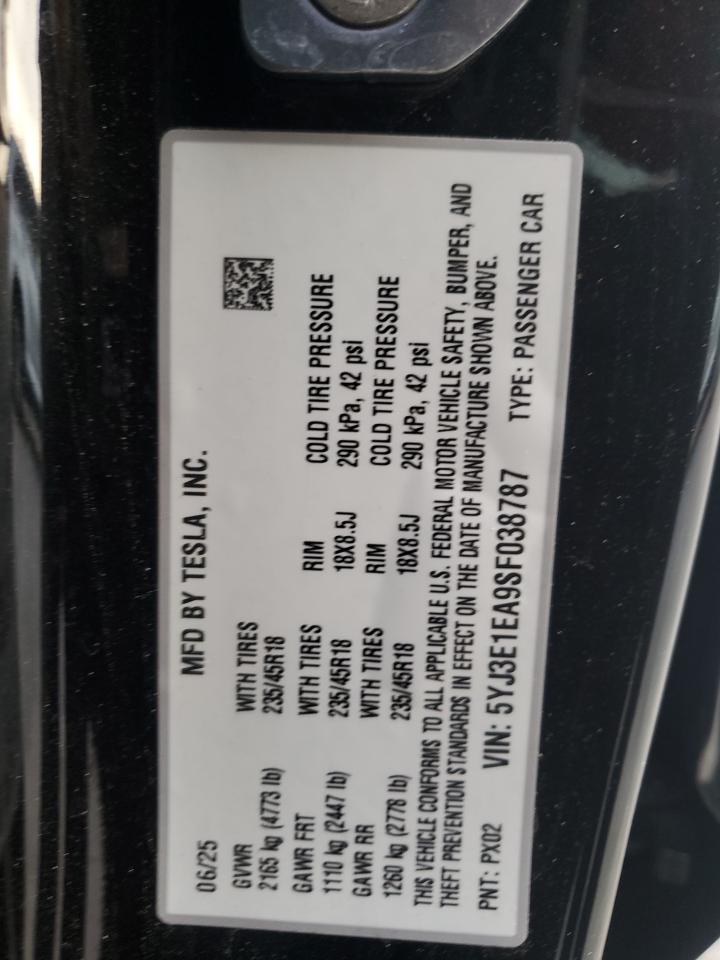 MFD BY TESLA, INC.
06/25
GVWR WITH TIRES
2165 kg (4773 lb) 235/45R18
GAWR FRT WITH TIRES RIM COLD TIRE PRESSURE
1110 kg (2447 lb) 235/45R18 18X8.5J 290 kPa, 42 psi
GAWR RR WITH TIRES RIM COLD TIRE PRESSURE
1260 kg (2778 lb) 235/45R18 18X8.5J 290 kPa, 42 psi
THIS VEHICLE CONFORMS TO ALL APPLICABLE U.S. FEDERAL MOTOR VEHICLE SAFETY, BUMPER, AND
THEFT PREVENTION STANDARDS IN EFFECT ON THE DATE OF MANUFACTURE SHOWN ABOVE.
PNT: PX02 VIN: 5YJ3E1EA9SF038787 TYPE: PASSENGER CAR